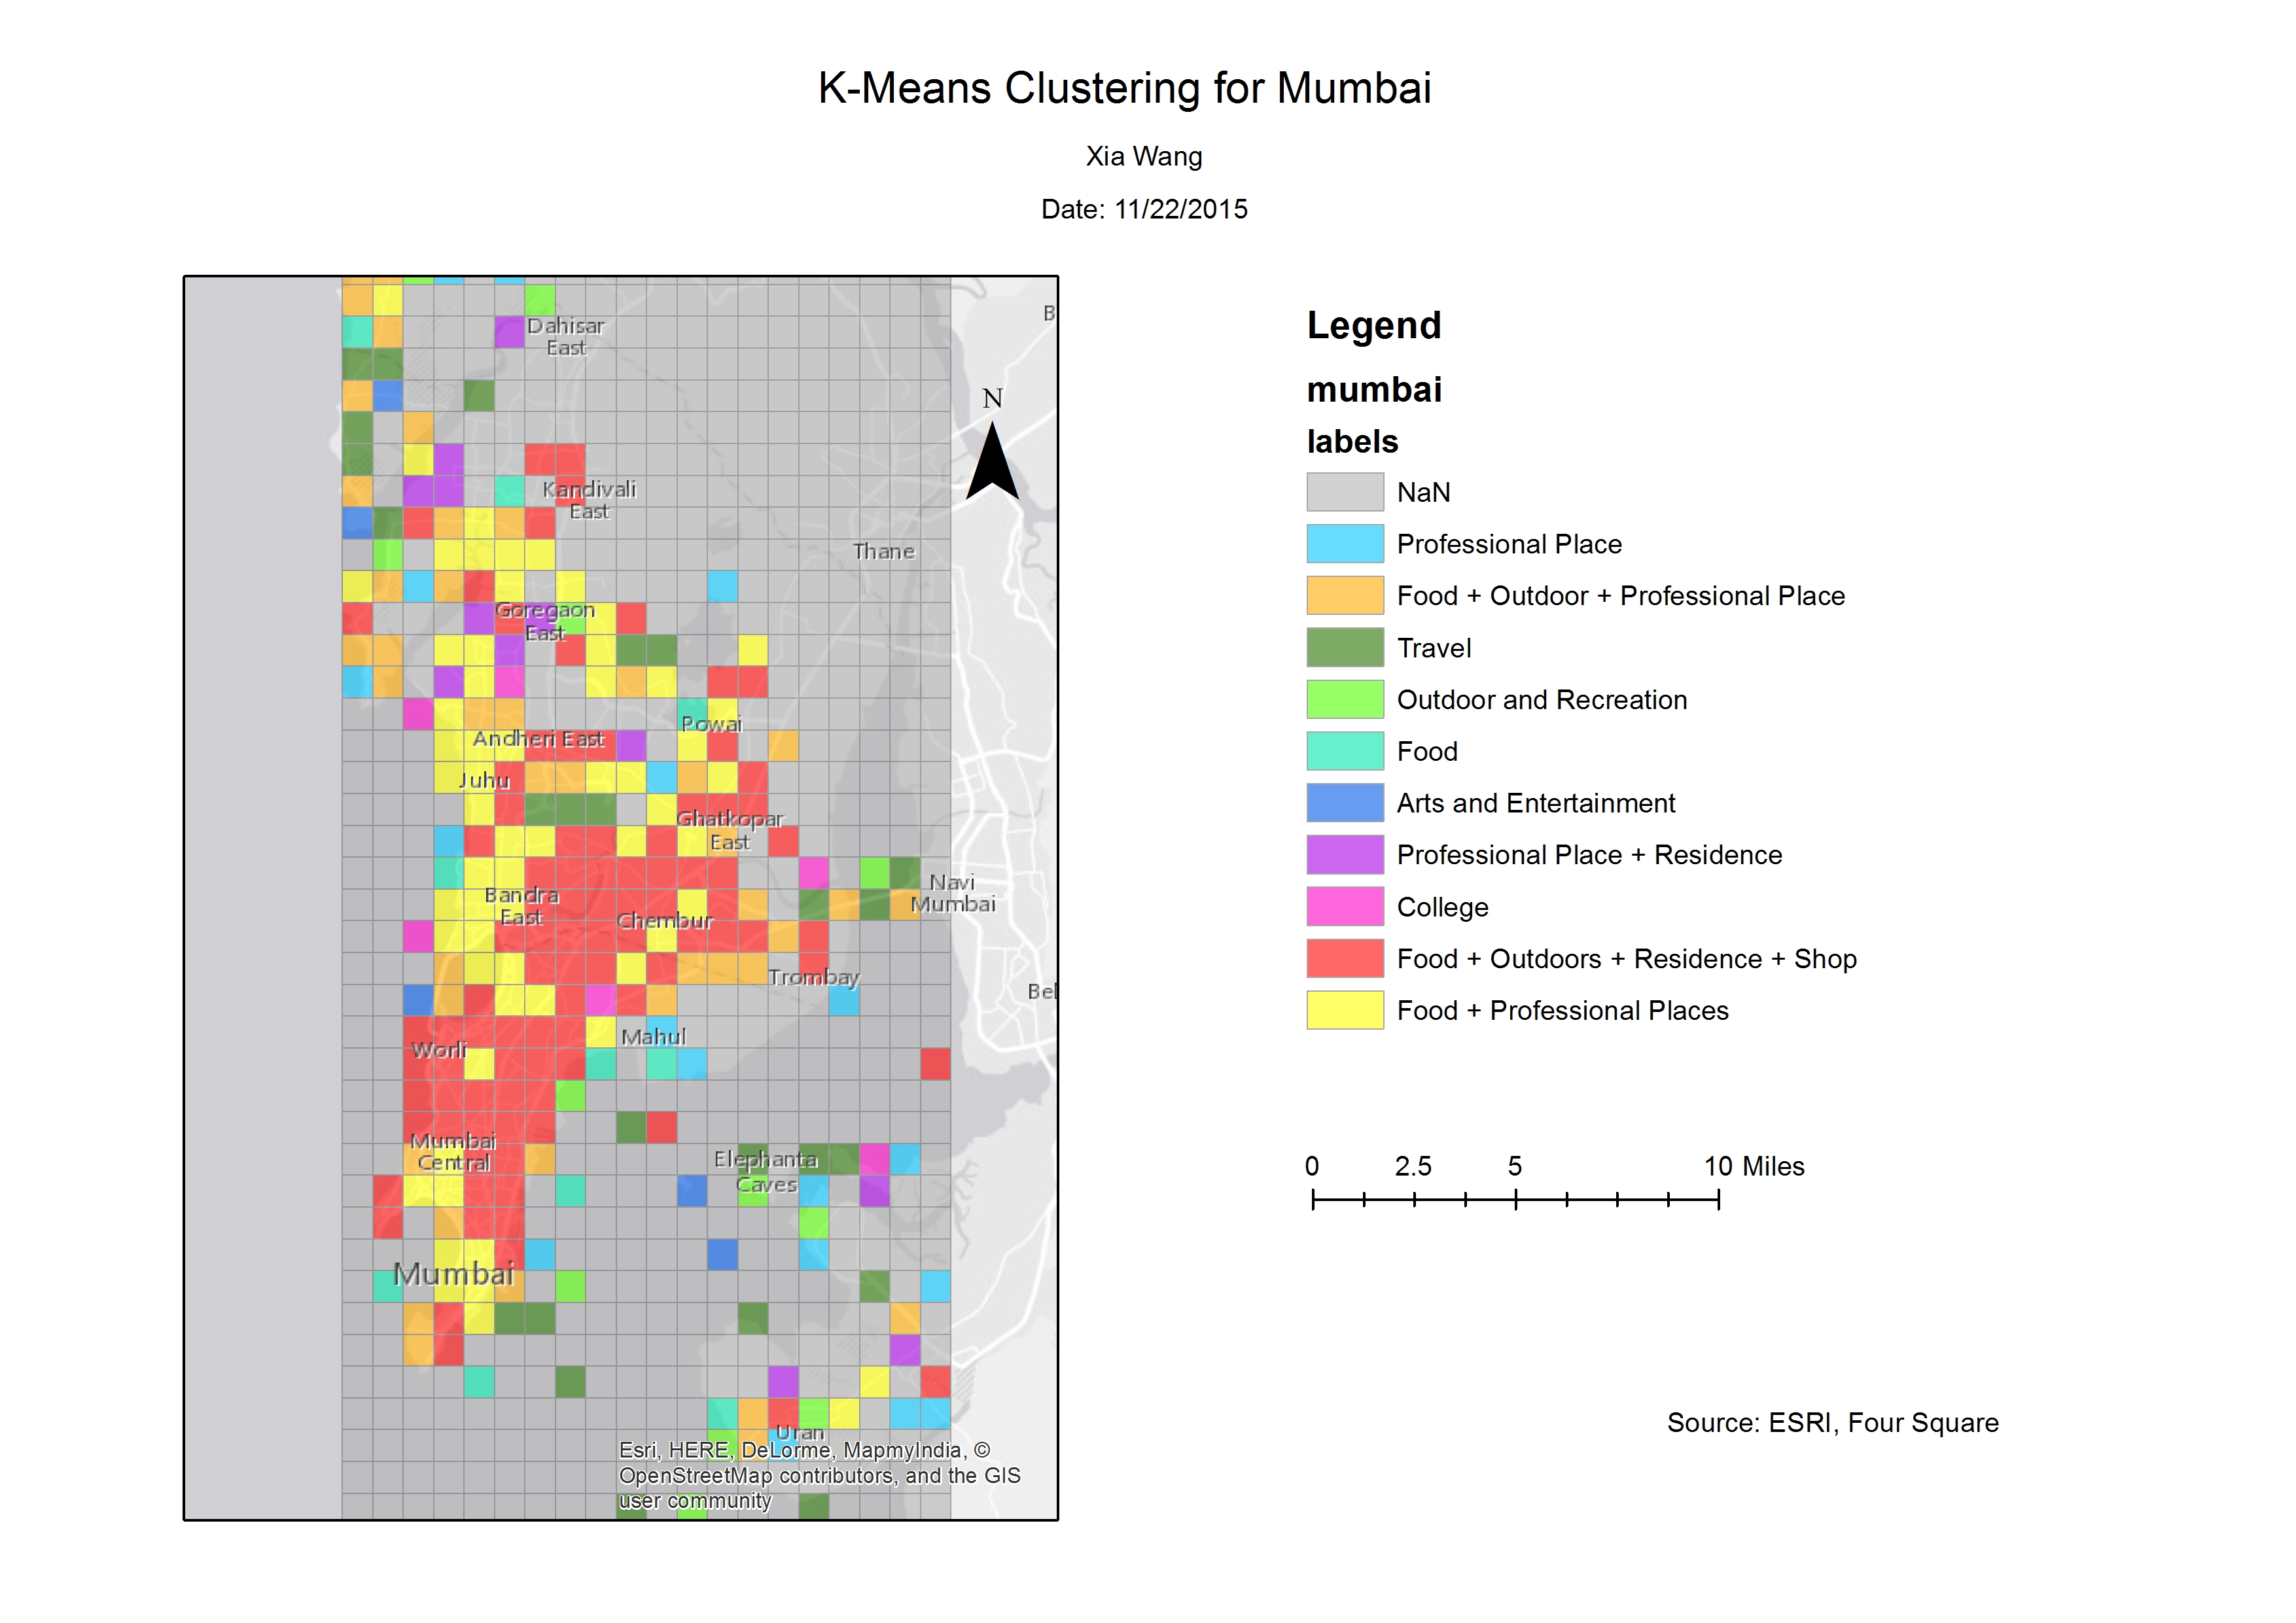 K-Means Clustering for Mumbai
Xia Wang
Date: 11/22/2015
B
Dahisar
East
N
Kandivali
East
Thane
Goregaon
East
Powai
Andheri East
Juhu
Ghatkopar
East
Navi
Mumbai
Bandra
East
Chembur
Trombay
Bel
Mahul
Worli
Mumbai
Central
Elephanta
Caves
Mumbai
Uran
Esri, HERE, DeLorme, MapmyIndia, ©
OpenStreetMap contributors, and the GIS
user community
Legend
mumbai
labels
NaN
Professional Place
Food + Outdoor + Professional Place
Travel
Outdoor and Recreation
Food
Arts and Entertainment
Professional Place + Residence
College
Food + Outdoors + Residence + Shop
Food + Professional Places
0 2.5 5 10 Miles
Source: ESRI, Four Square